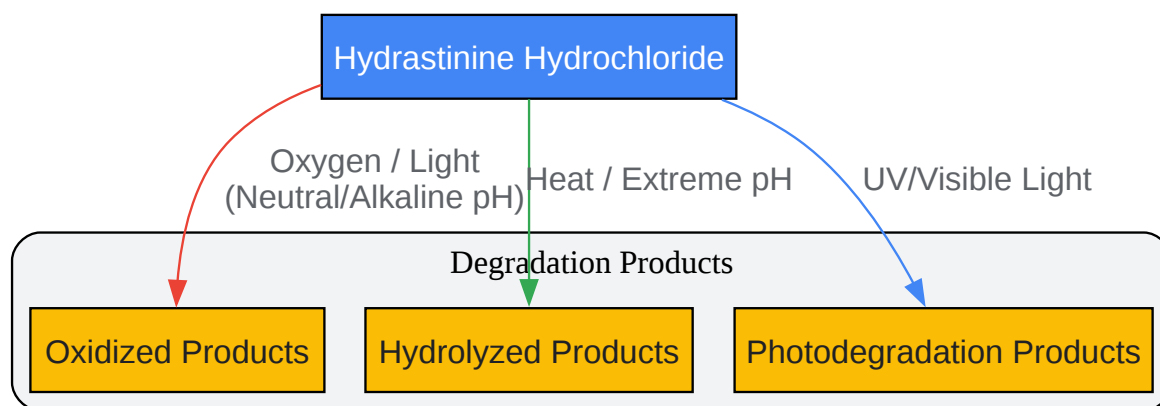 Hydrastinine Hydrochloride
Oxygen / Light
(Neutral/Alkaline pH)
Heat / Extreme pH
UV/Visible Light
Degradation Products
Oxidized Products
Hydrolyzed Products
Photodegradation Products